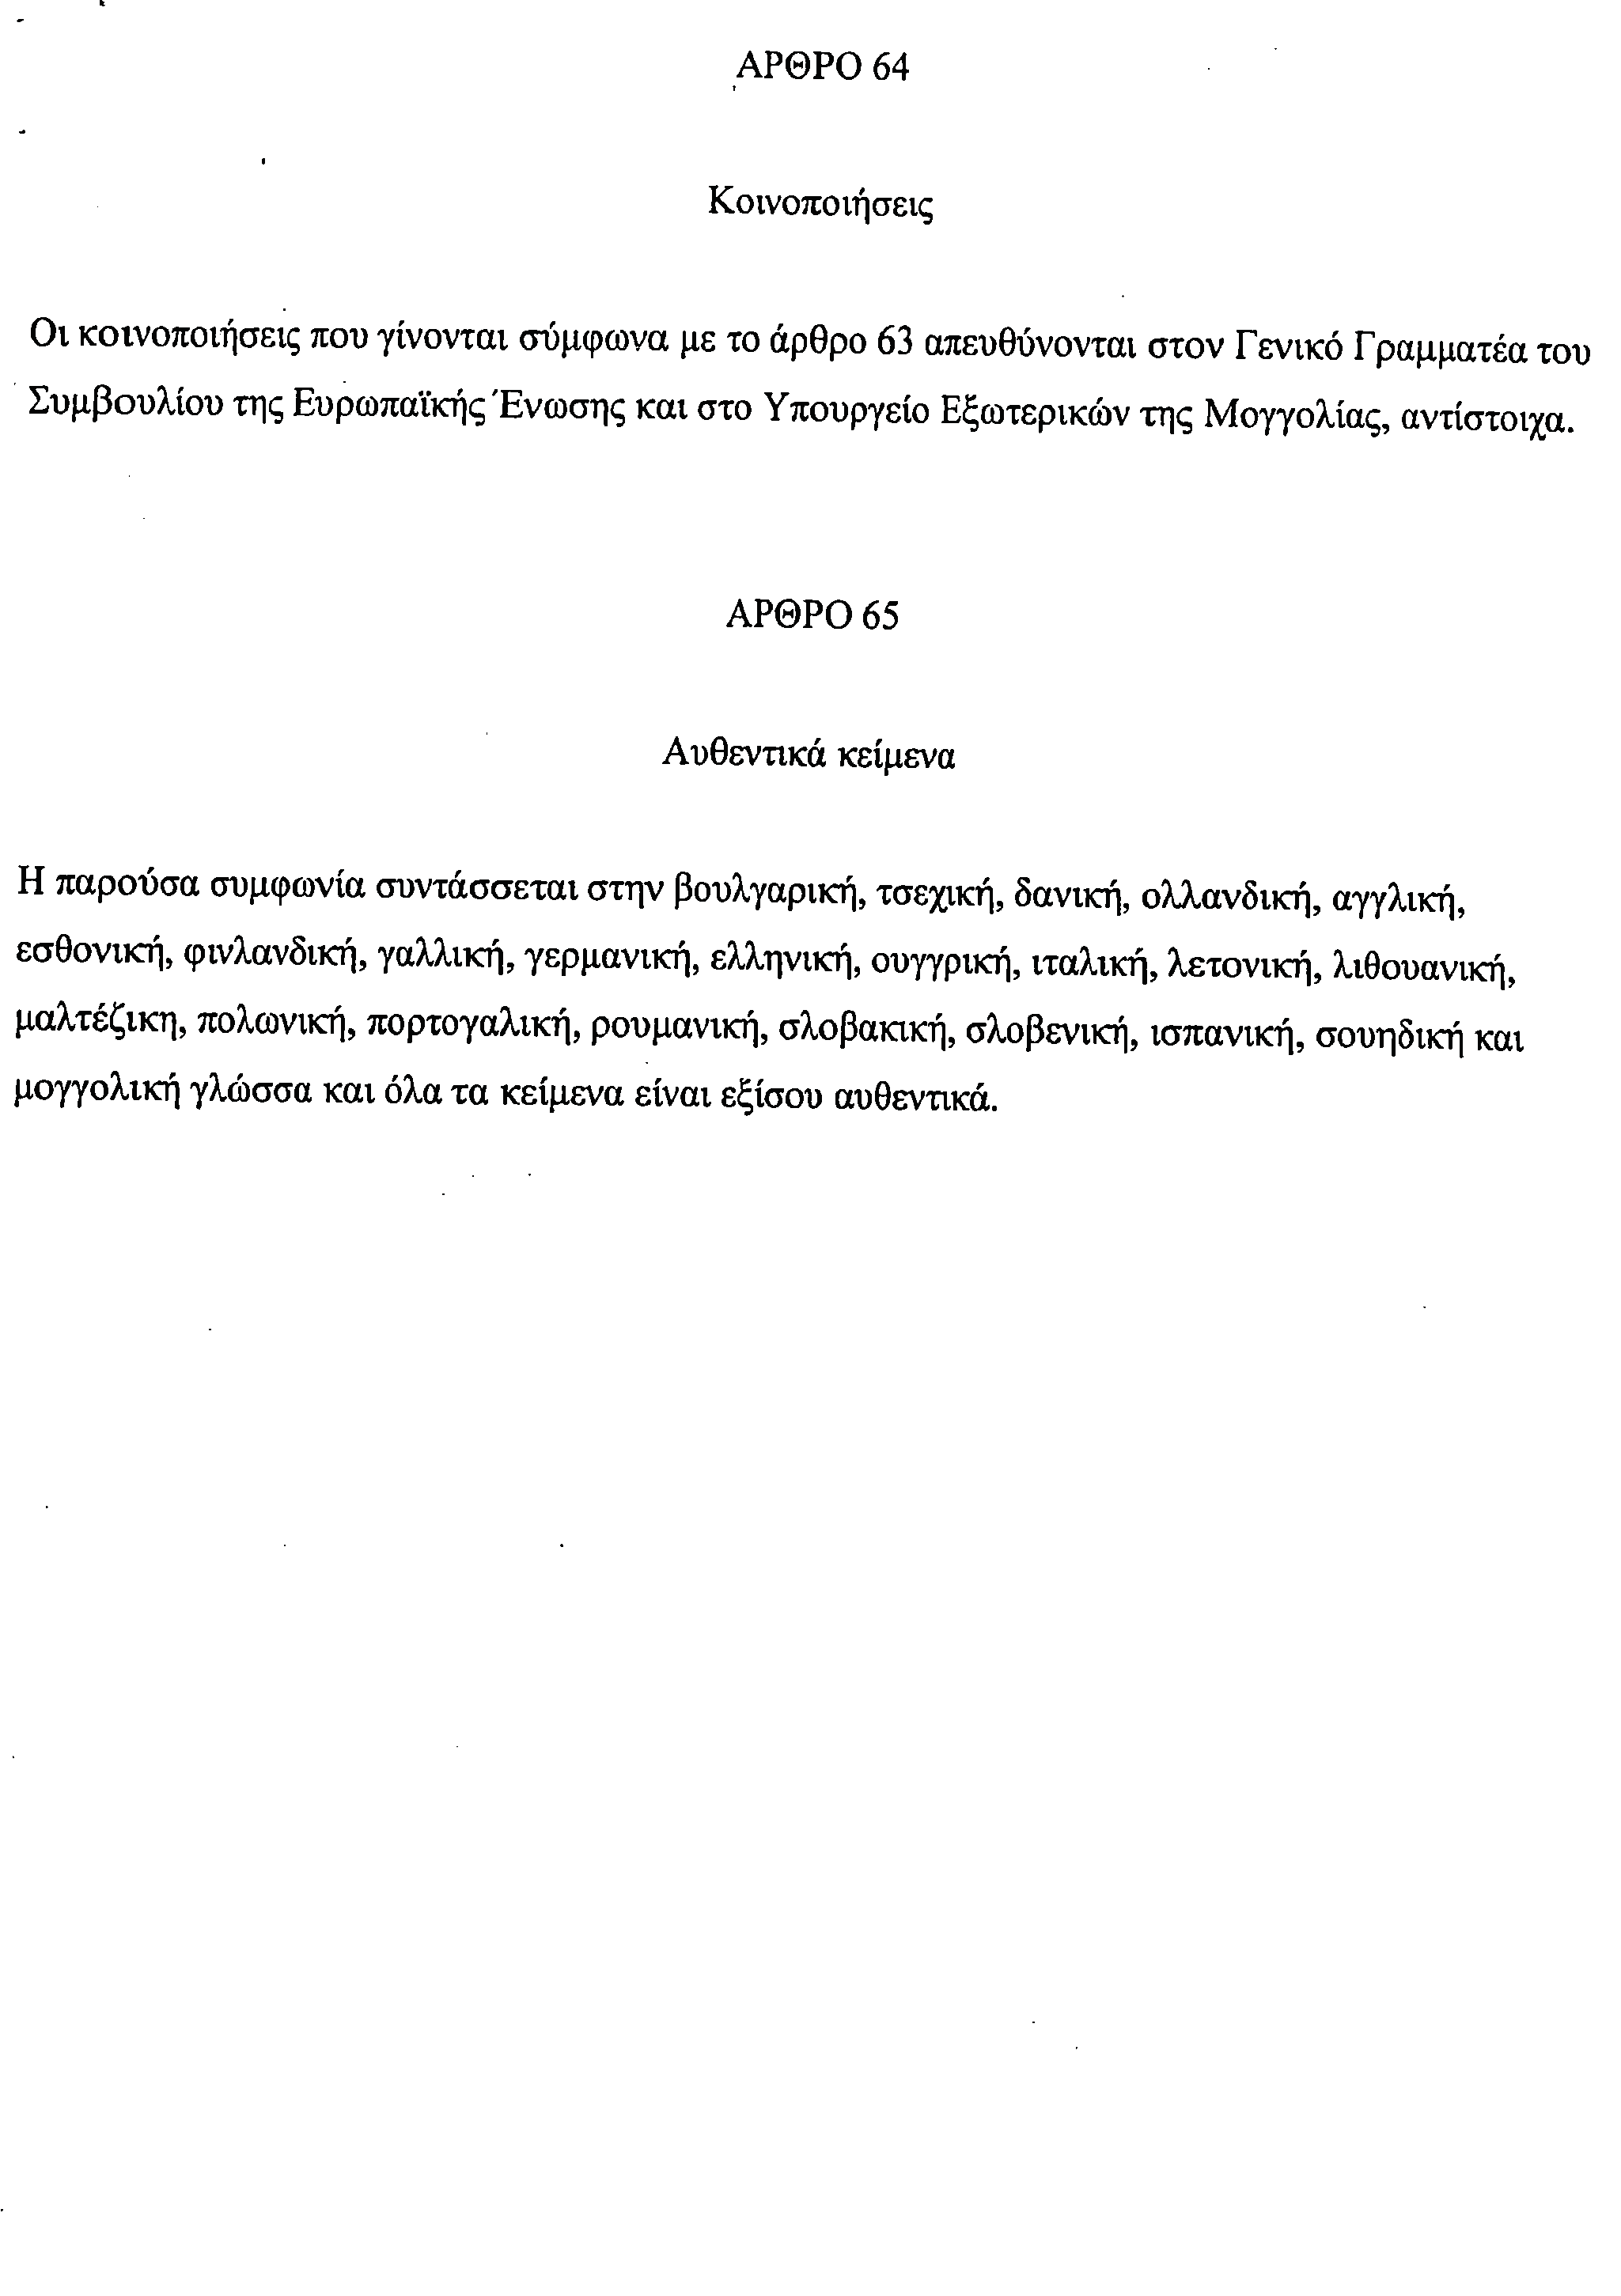 ΑΡΘΡΟ 64
Κοινοποιήσεις
Οι κοινοποιήσεις που γίνονται σύμφωνα με το άρθρο 63 απευθύνονται στον Γενικό Γραμματέα του
Συμβουλίου της Ευρωπαϊκής Ένωσης και στο Υπουργείο Εξωτερικών της Μογγολίας, αντίστοιχα.
ΑΡΘΡΟ 65
Αυθεντικά κείμενα
Η παρούσα συμφωνία συντάσσεται στην βουλγαρική, τσεχική, δανική, ολλανδική, αγγλική,
εσθονική, φινλανδική, γαλλική, γερμανική, ελληνική, ουγγρική, ιταλική, λετονική, λιθουανική,
μαλτέζικη, πολωνική, πορτογαλική, ρουμανική, σλοβακική, σλοβενική, ισπανική, σουηδική και
μογγολική γλώσσα και όλα τα κείμενα είναι εξίσου αυθεντικά.